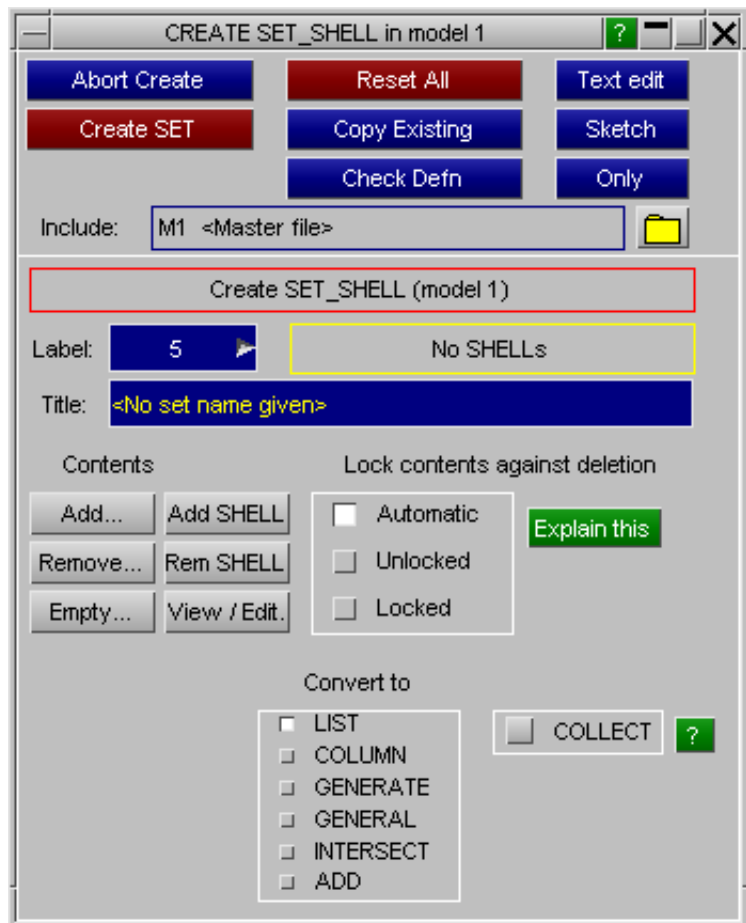 CREATE SET_SHELL in model 1 ?
Abort Create Reset All Text edit
Create SET Copy Existing Sketch
Check Defn Only
Include: M1 <Master file>
Create SET_SHELL (model 1)
Label: 5 No SHELLs
Title: <No set name given>
Contents Lock contents against deletion
Add... Add SHELL Automatic Explain this
Remove... Rem SHELL Unlocked
Empty... View / Edit. Locked
Convert to
LIST COLLECT ?
COLUMN
GENERATE
GENERAL
INTERSECT
ADD